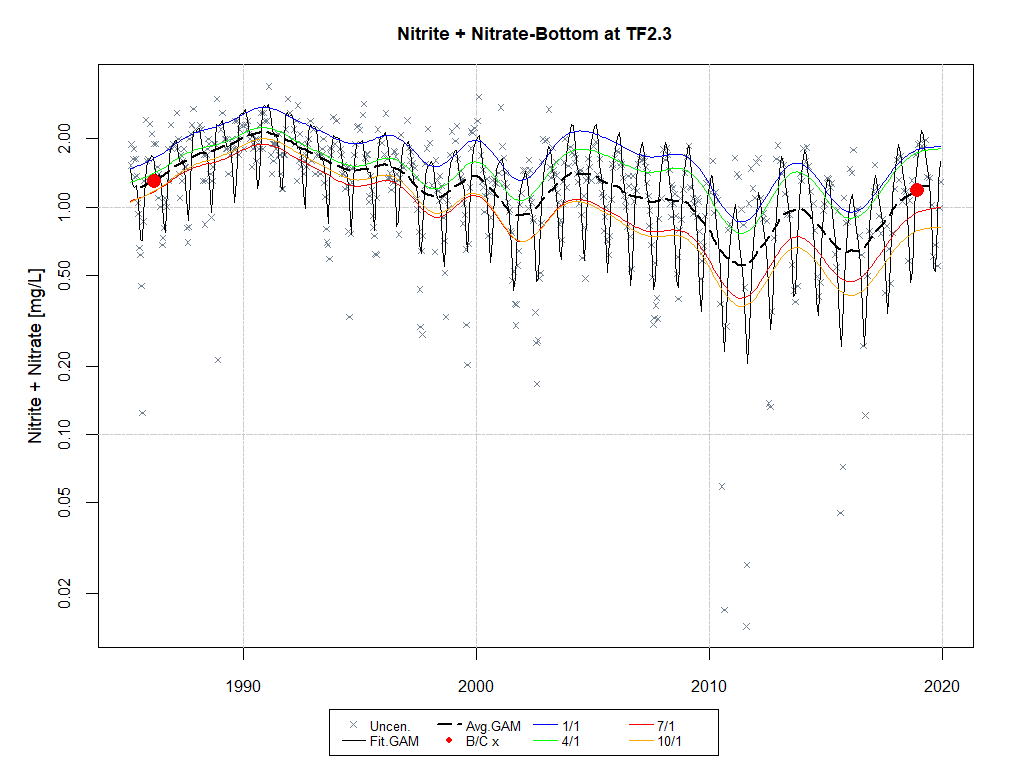 Nitrite + Nitrate-Bottom at TF2.3
Nitrite + Nitrate [mg/L]
2.00
1.00
0.50
0.20
0.10
0.05
0.02
1990 2000 2010 2020
Uncen. Avg.GAM 1/1 7/1
Fit.GAM B/C x 4/1 10/1